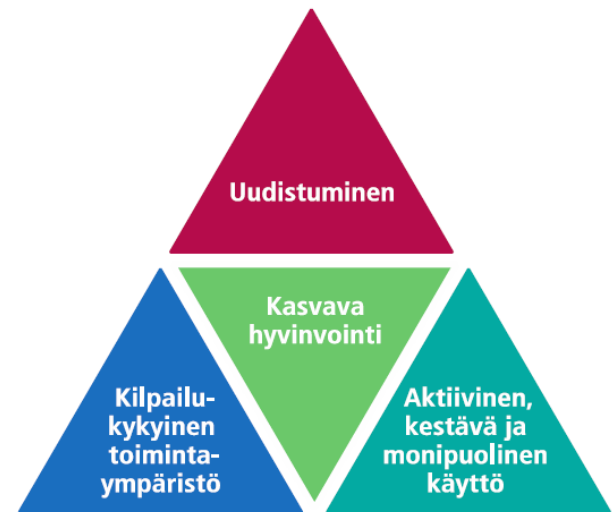 Uudistuminen
Kasvava
hyvinvointi
Kilpailu-
kykyinen
toiminta-
ympäristö
Aktiivinen,
kestävä ja
monipuolinen
käyttö